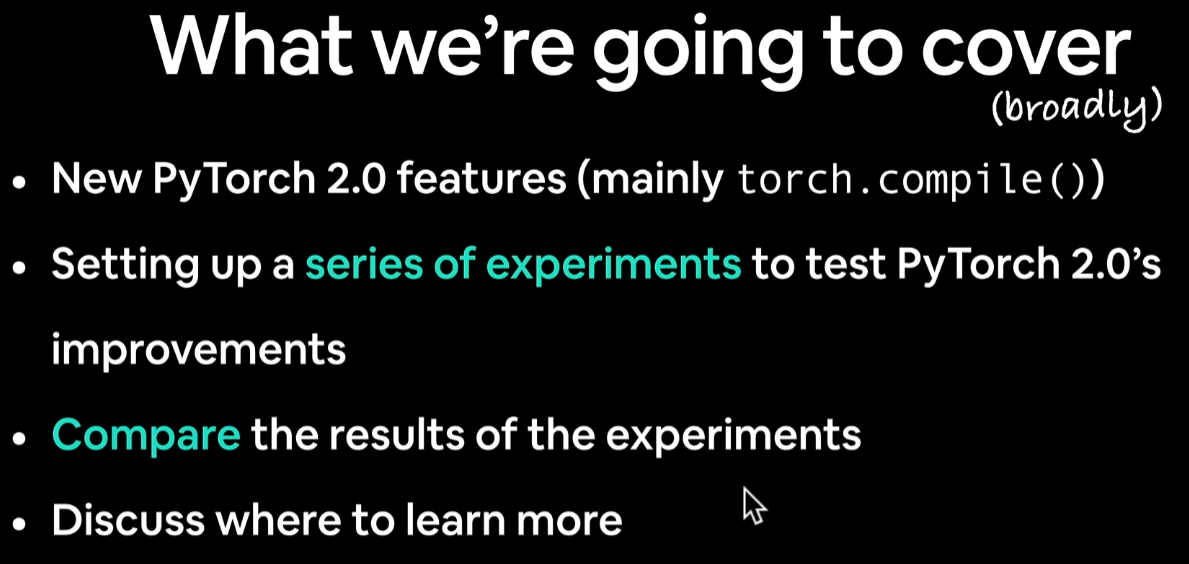 What we're going to cover
(broadly)
• New PyTorch 2.0 features (mainly torch.compile())
• Setting up a series of experiments to test PyTorch 2.0's
improvements
• Compare the results of the experiments
• Discuss where to learn more